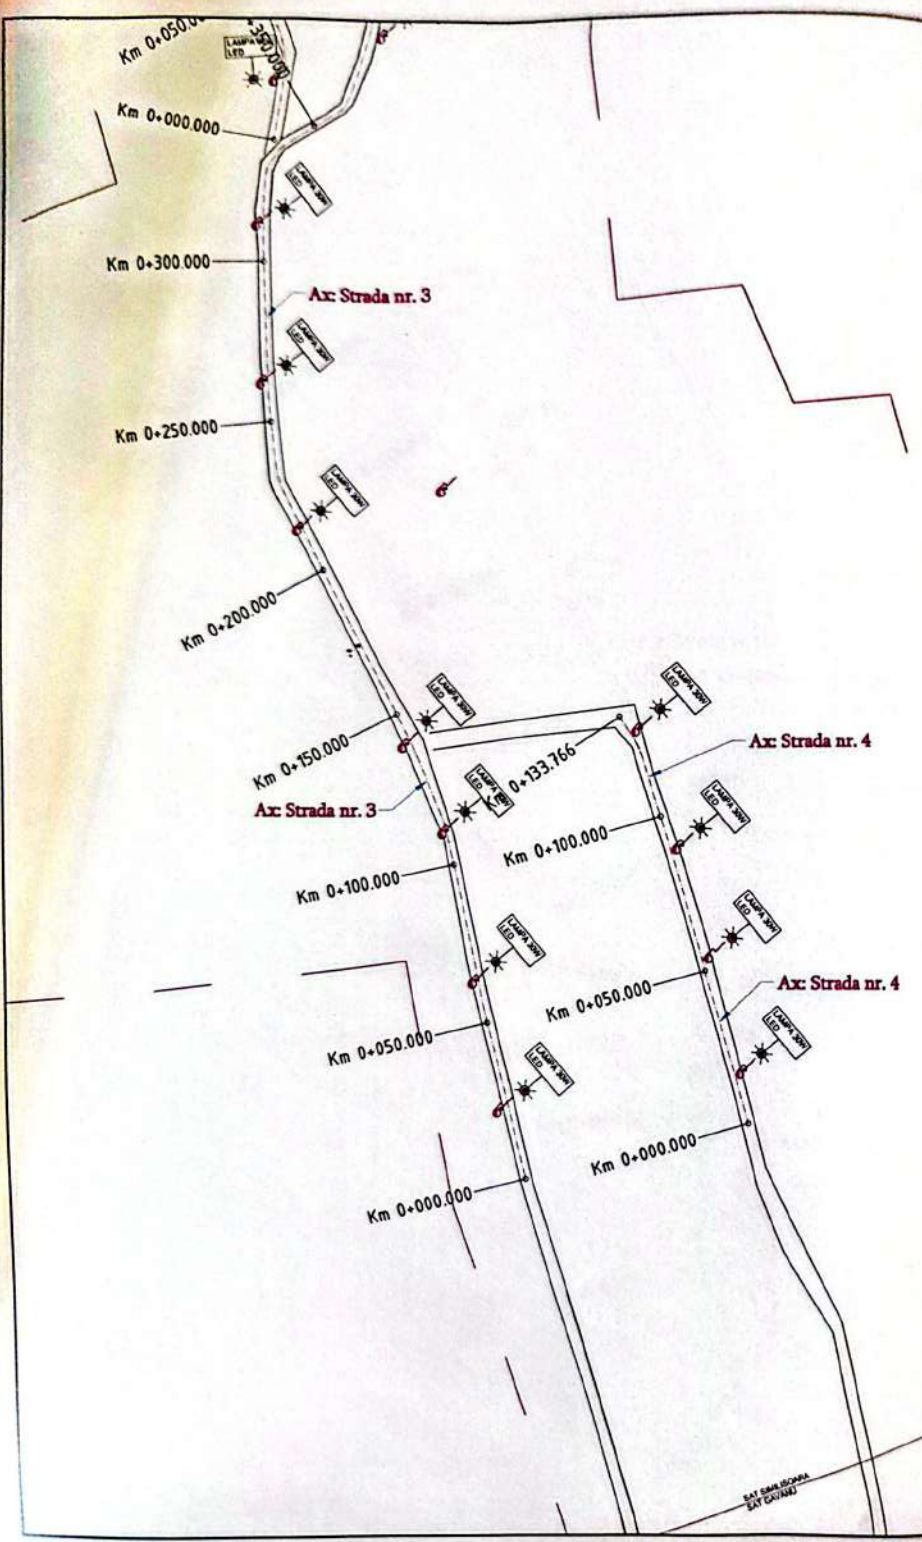 Km 0+050.0
LAMPA
LED
+350.000
Km 0+000.000
LAMPA 30W
LED
Km 0+300.000
Ax: Strada nr. 3
LAMPA 30W
LED
Km 0+250.000
LAMPA 30W
LED
Km 0+200.000
LAMPA 30W
LED
LAMPA 30W
LED
Km 0+150.000
Ax: Strada nr. 4
K 0+133.766
LAMPA 30W
LED
Ax: Strada nr. 3
LAMPA 30W
LED
Km 0+100.000
Km 0+100.000
LAMPA 30W
LED
LAMPA 30W
LED
Ax: Strada nr. 4
Km 0+050.000
Km 0+050.000
LAMPA 30W
LED
LAMPA 30W
LED
Km 0+000.000
Km 0+000.000
SAT SIMILISOARA
SAT GAVANU